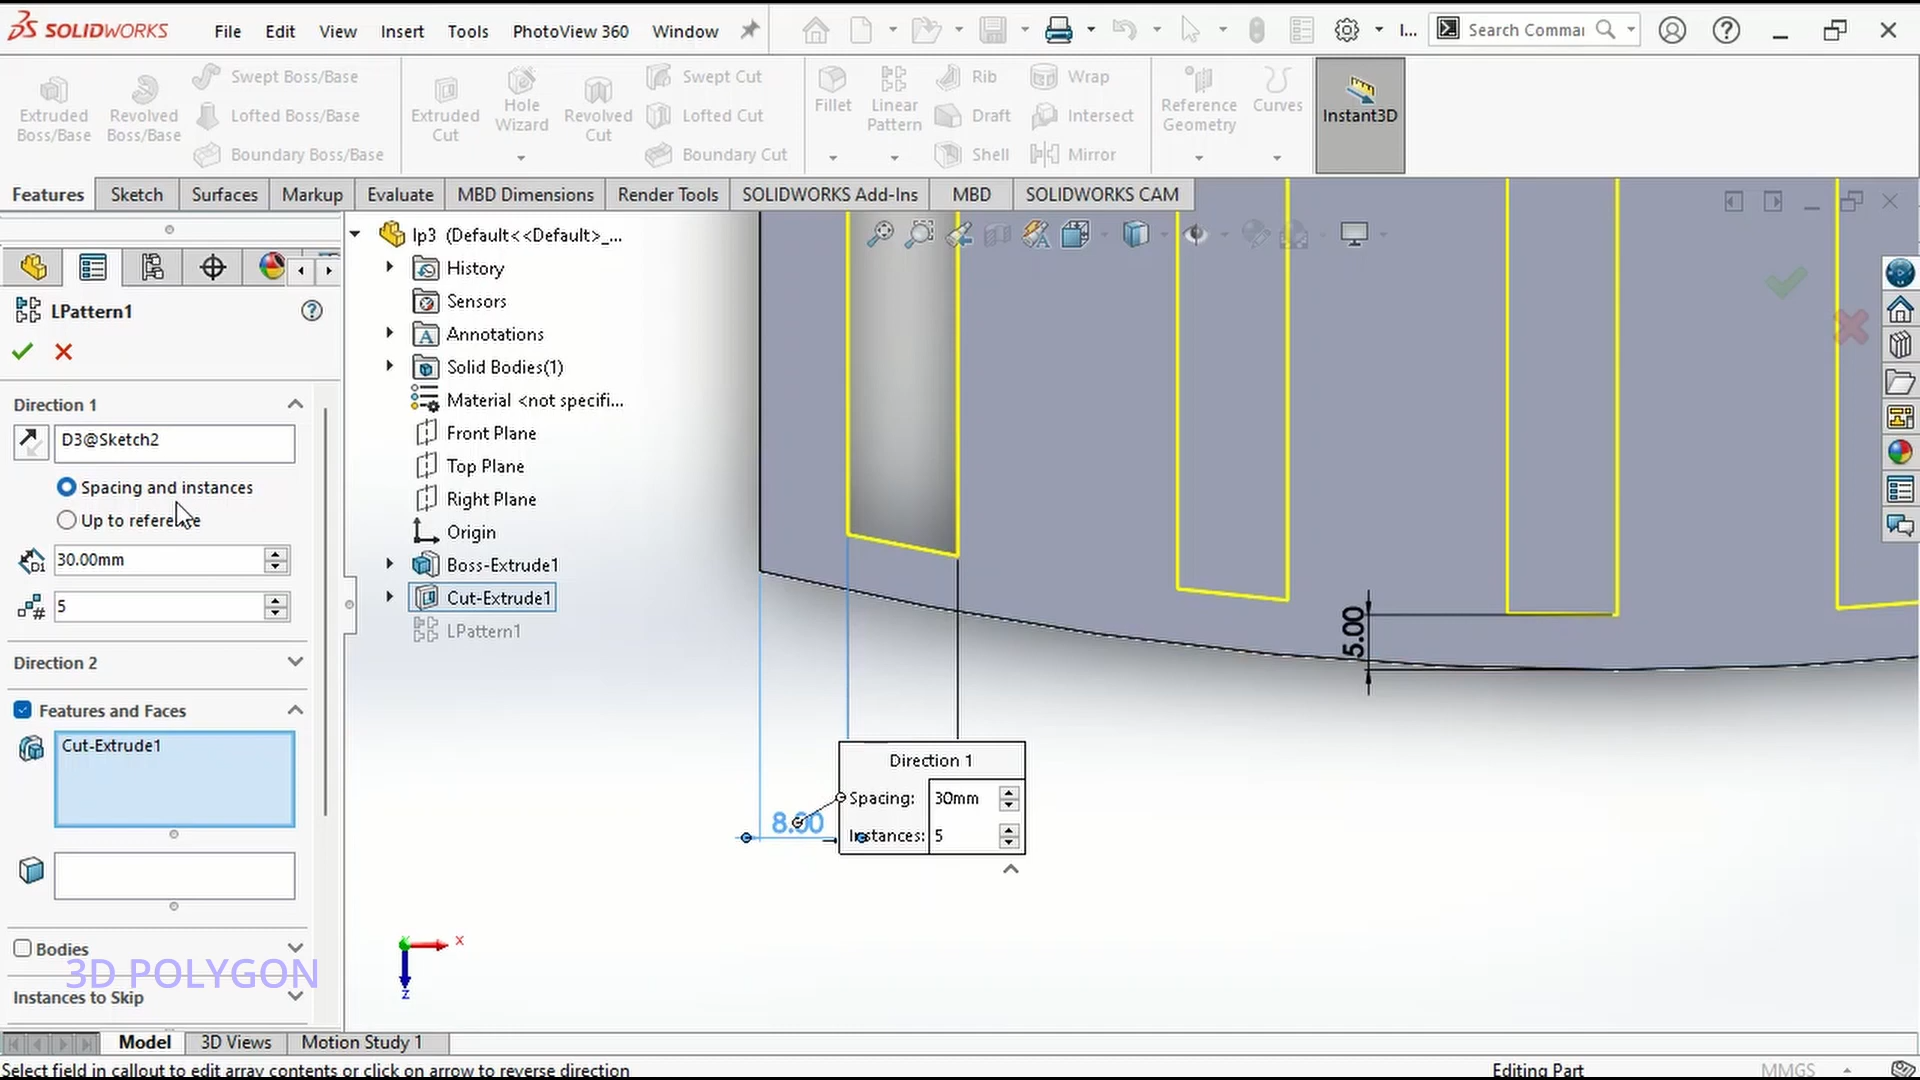 SOLIDWORKS
File Edit View Insert Tools PhotoView 360 Window
I... Search Commar
Extruded Boss/Base
Revolved Boss/Base
Swept Boss/Base
Lofted Boss/Base
Boundary Boss/Base
Extruded Cut
Hole Wizard
Revolved Cut
Swept Cut
Lofted Cut
Boundary Cut
Fillet
Linear Pattern
Rib
Draft
Shell
Wrap
Intersect
Mirror
Reference Geometry
Curves
Instant3D
Features Sketch Surfaces Markup Evaluate MBD Dimensions Render Tools SOLIDWORKS Add-Ins MBD SOLIDWORKS CAM
LPattern1
Direction 1
D3@Sketch2
Spacing and instances
Up to reference
30.00mm
5
Direction 2
Features and Faces
Cut-Extrude1
Bodies
3D POLYGON
Instances to Skip
lp3 (Default<<Default>_...
History
Sensors
Annotations
Solid Bodies(1)
Material <not specifi...
Front Plane
Top Plane
Right Plane
Origin
Boss-Extrude1
Cut-Extrude1
LPattern1
5.00
Direction 1
Spacing: 30mm
Instances: 5
8.00
x
z
Model 3D Views Motion Study 1
Select field in callout to edit array contents or click on arrow to reverse direction
Editing Part
MMGS